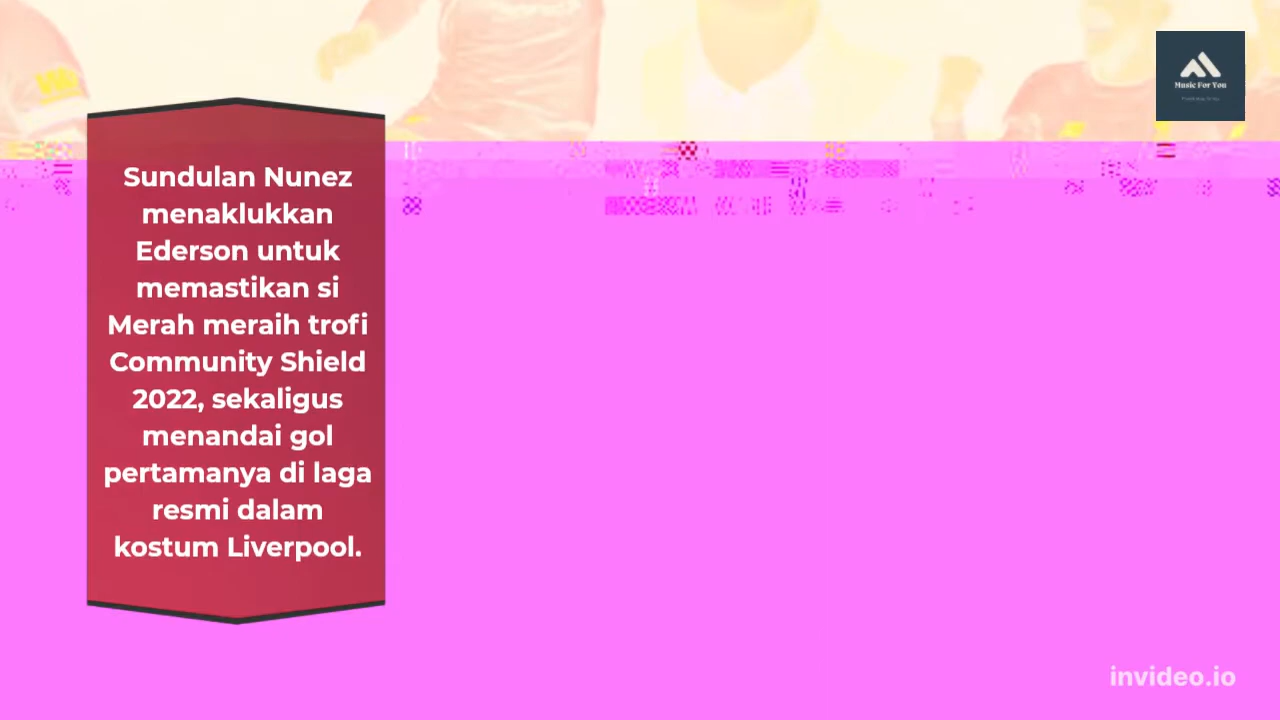 Music For You
Sundulan Nunez
menaklukkan
Ederson untuk
memastikan si
Merah meraih trofi
Community Shield
2022, sekaligus
menandai gol
pertamanya di laga
resmi dalam
kostum Liverpool.
invideo.io